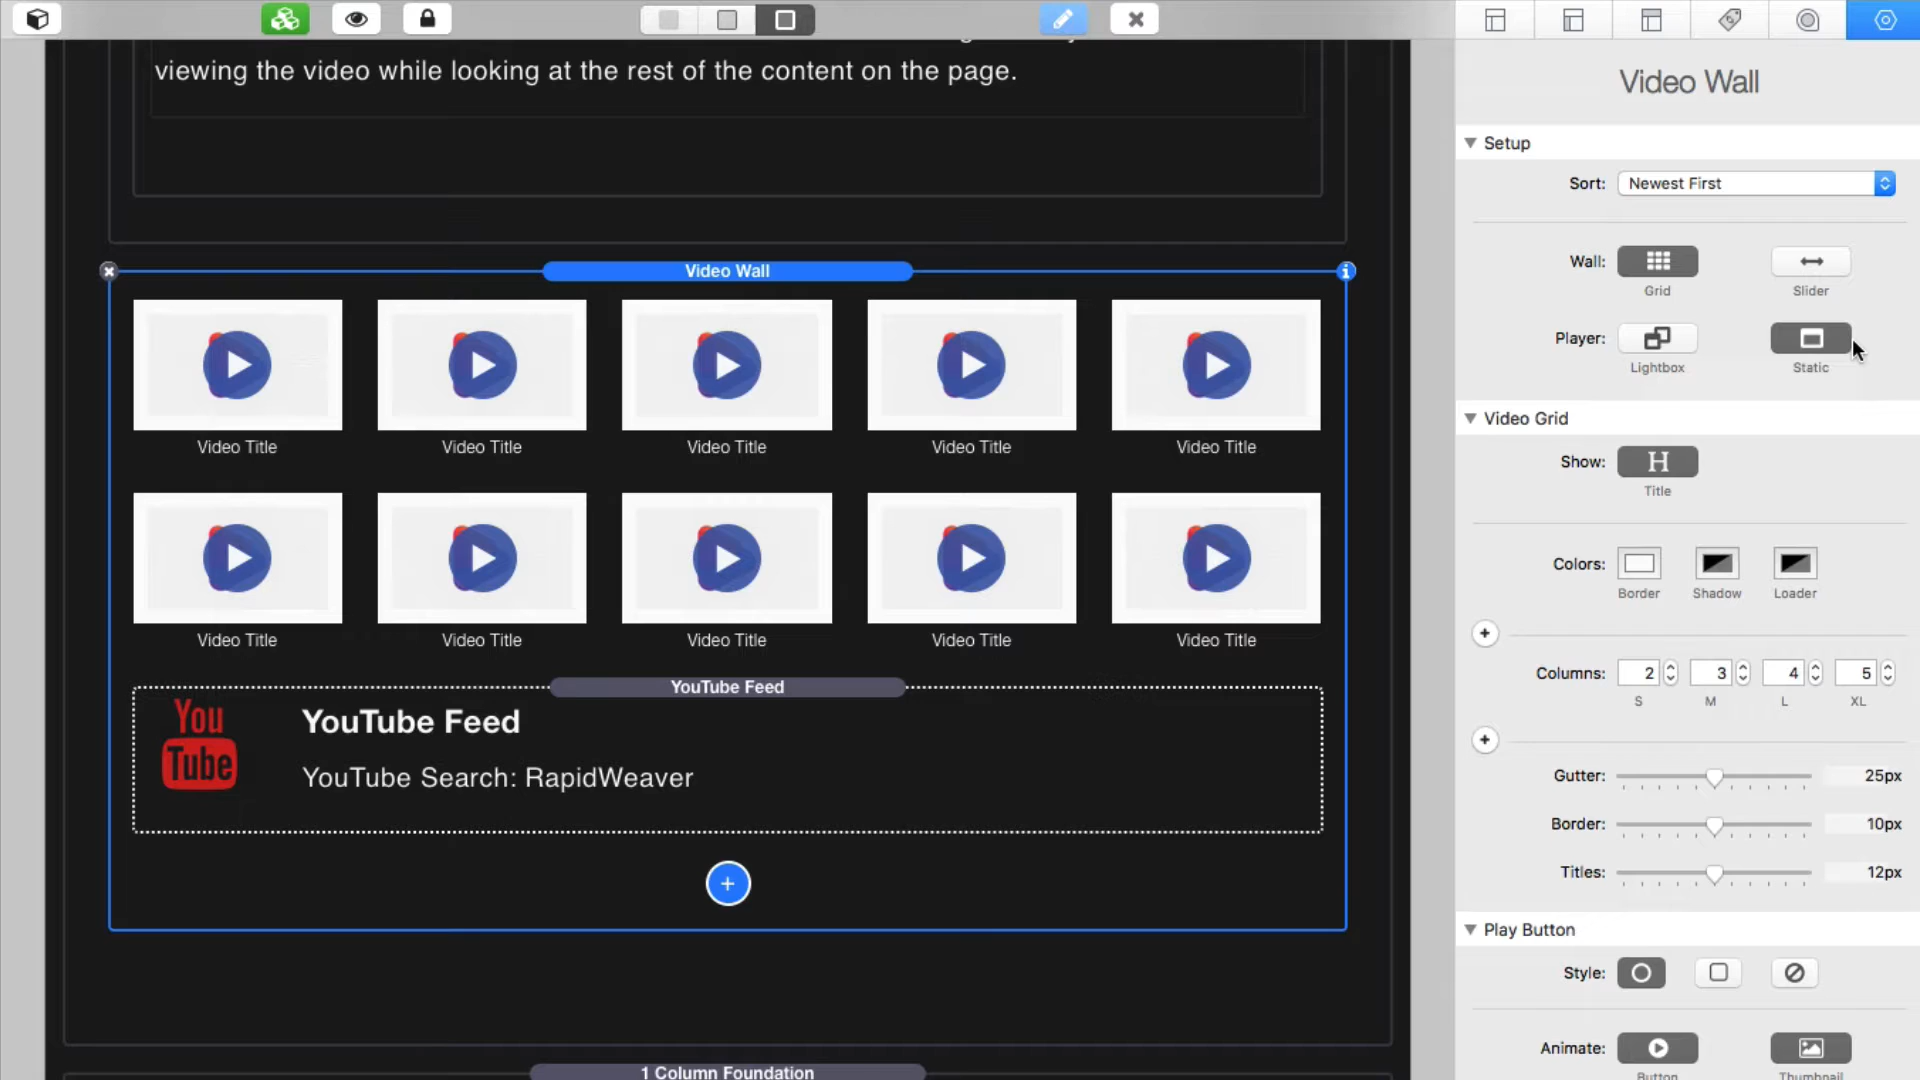 viewing the video while looking at the rest of the content on the page.
Video Wall
Video Title
Video Title
Video Title
Video Title
Video Title
Video Title
Video Title
Video Title
Video Title
Video Title
YouTube Feed
You
Tube
YouTube Feed
YouTube Search: RapidWeaver
1 Column Foundation
Video Wall
Setup
Sort: Newest First
Wall:
Grid Slider
Player:
Lightbox Static
Video Grid
Show: H
Title
Colors:
Border Shadow Loader
Columns: 2 3 4 5
S M L XL
Gutter: 25px
Border: 10px
Titles: 12px
Play Button
Style:
Animate:
Button Thumbnail